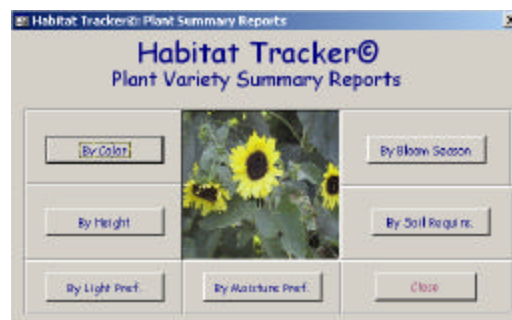 Habitat Tracker©: Plant Summary Reports
Habitat Tracker©
Plant Variety Summary Reports
By Color
By Bloom Season
By Height
By Soil Requirs.
By Light Pref.
By Moisture Pref.
Close